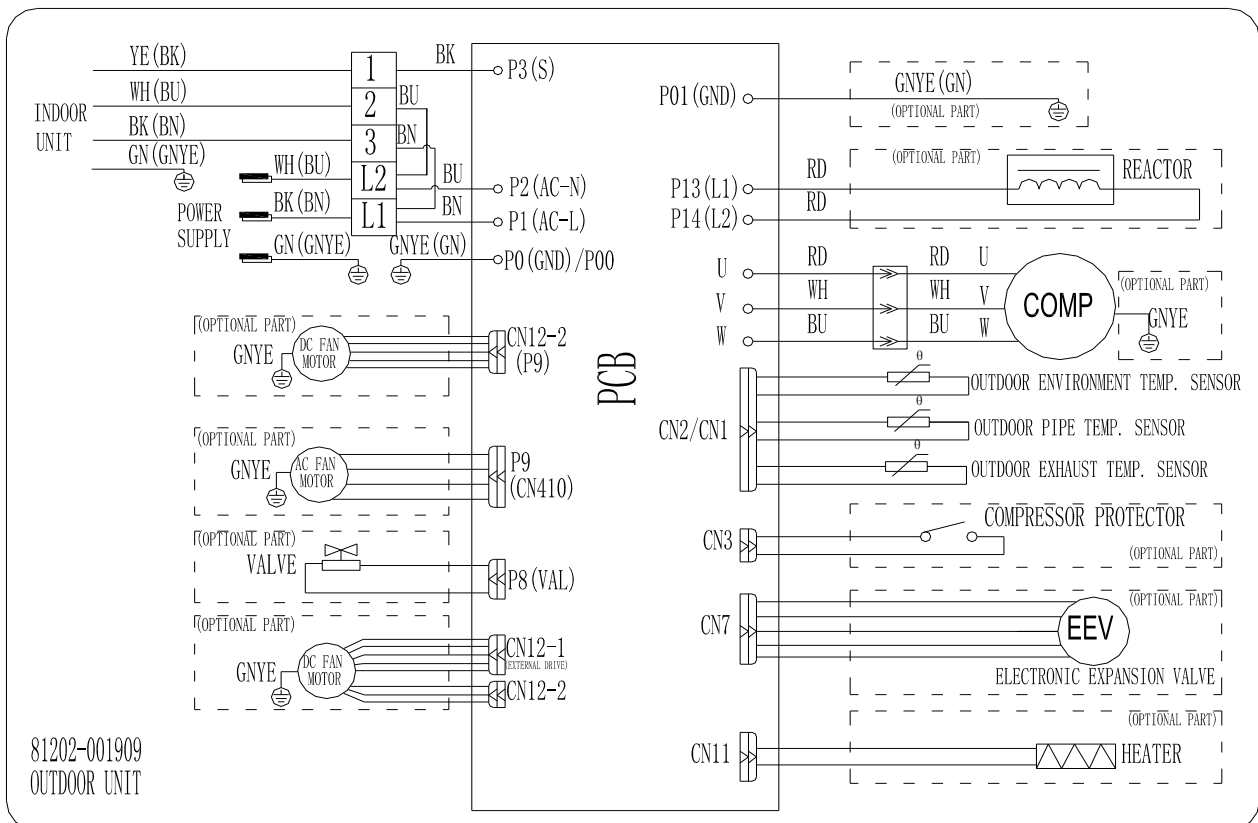 YE(BK)
WH(BU)
BK(BN)
GN(GNYE)
INDOOR
UNIT
1
2
3
L2
L1
BK
BU
BN
BU
BN
WH(BU)
BK(BN)
GN(GNYE)
POWER
SUPPLY
GNYE(GN)
P3(S)
P2(AC-N)
P1(AC-L)
P0(GND)/P00
(OPTIONAL PART)
GNYE
DC FAN
MOTOR
CN12-2
(P9)
(OPTIONAL PART)
GNYE
AC FAN
MOTOR
P9
(CN410)
(OPTIONAL PART)
VALVE
P8(VAL)
(OPTIONAL PART)
GNYE
DC FAN
MOTOR
CN12-1
(EXTERNAL DRIVE)
CN12-2
81202-001909
OUTDOOR UNIT
PCB
P01(GND)
GNYE(GN)
(OPTIONAL PART)
(OPTIONAL PART)
P13(L1)
RD
REACTOR
P14(L2)
RD
U
RD
RD
U
V
WH
WH
V
W
BU
BU
W
COMP
(OPTIONAL PART)
GNYE
CN2/CN1
θ
OUTDOOR ENVIRONMENT TEMP. SENSOR
θ
OUTDOOR PIPE TEMP. SENSOR
θ
OUTDOOR EXHAUST TEMP. SENSOR
CN3
COMPRESSOR PROTECTOR
(OPTIONAL PART)
CN7
(OPTIONAL PART)
EEV
ELECTRONIC EXPANSION VALVE
(OPTIONAL PART)
CN11
HEATER